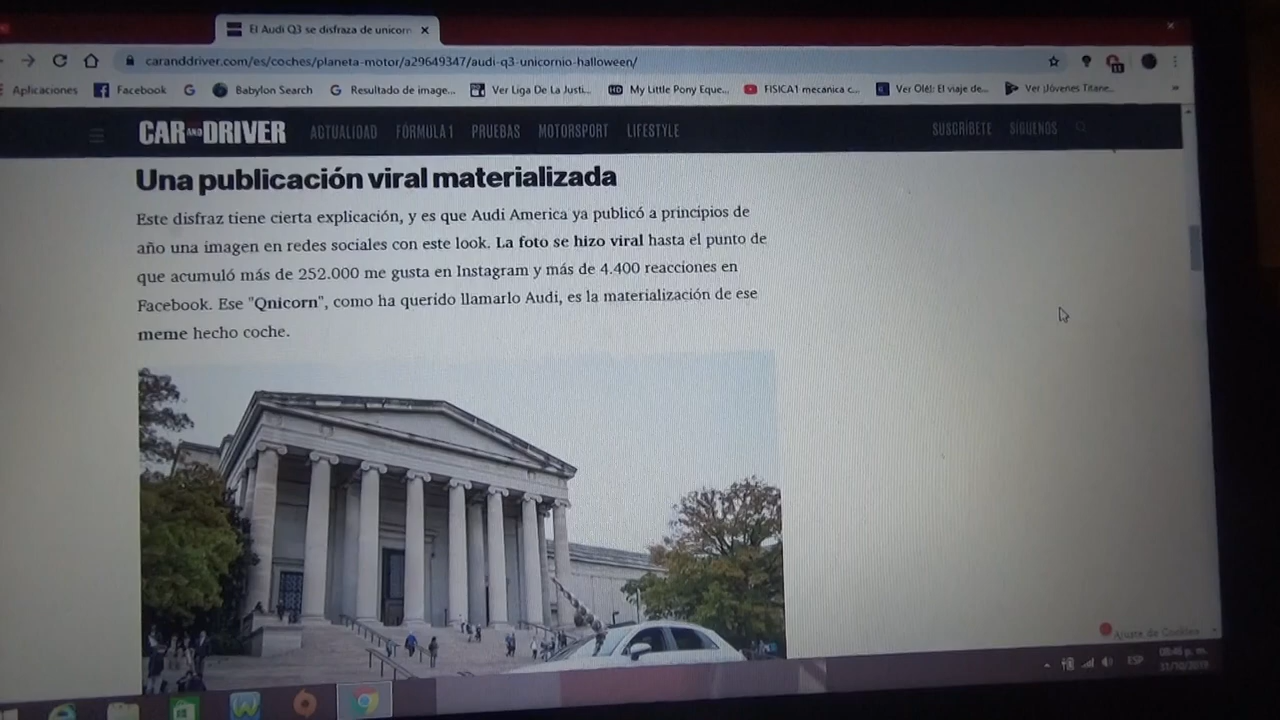 El Audi Q3 se disfraza de unicorn
caranddriver.com/es/coches/planeta-motor/a29649347/audi-q3-unicornio-halloween/
Aplicaciones Facebook Babylon Search Resultado de image... Ver Liga De La Justi... My Little Pony Eque... FISICA1 mecanica c... Ver Olé!: El viaje de... Ver ¡Jóvenes Titane...
CAR AND DRIVER ACTUALIDAD FÓRMULA 1 PRUEBAS MOTORSPORT LIFESTYLE SUSCRÍBETE SÍGUENOS
Una publicación viral materializada
Este disfraz tiene cierta explicación, y es que Audi America ya publicó a principios de
año una imagen en redes sociales con este look. La foto se hizo viral hasta el punto de
que acumuló más de 252.000 me gusta en Instagram y más de 4.400 reacciones en
Facebook. Ese "Qnicorn", como ha querido llamarlo Audi, es la materialización de ese
meme hecho coche.
Ajuste de Cookies
ESP 08:46 p. m.
31/10/2019